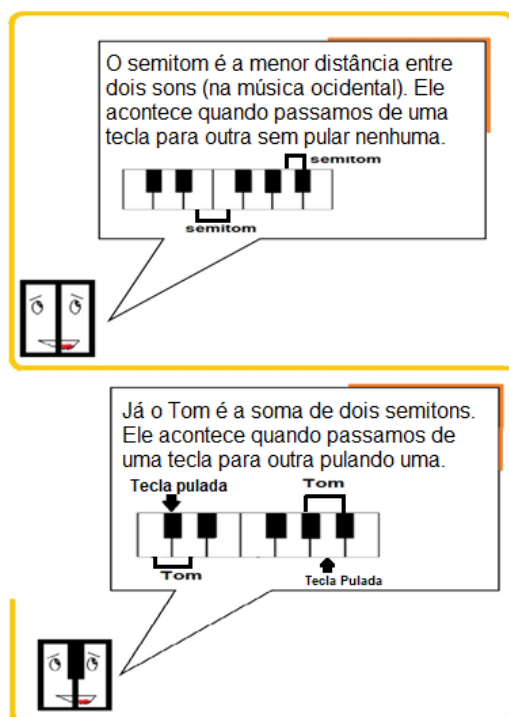 O semitom é a menor distância entre
dois sons (na música ocidental). Ele
acontece quando passamos de uma
tecla para outra sem pular nenhuma.
semitom
semitom
Já o Tom é a soma de dois semitons.
Ele acontece quando passamos de
uma tecla para outra pulando uma.
Tecla pulada
Tom
Tom
Tecla Pulada